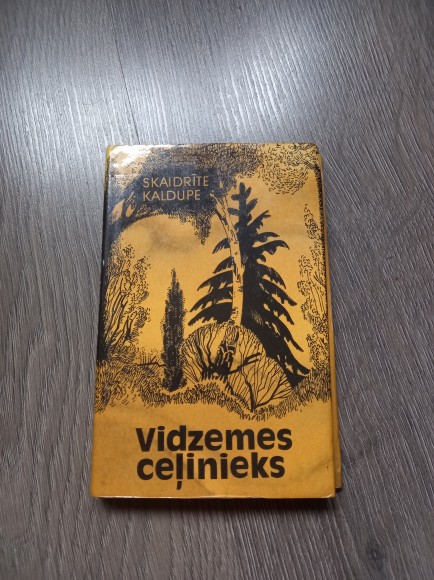 SKAIDRĪTE
KALDUPE
Vidzemes
ceļinieks